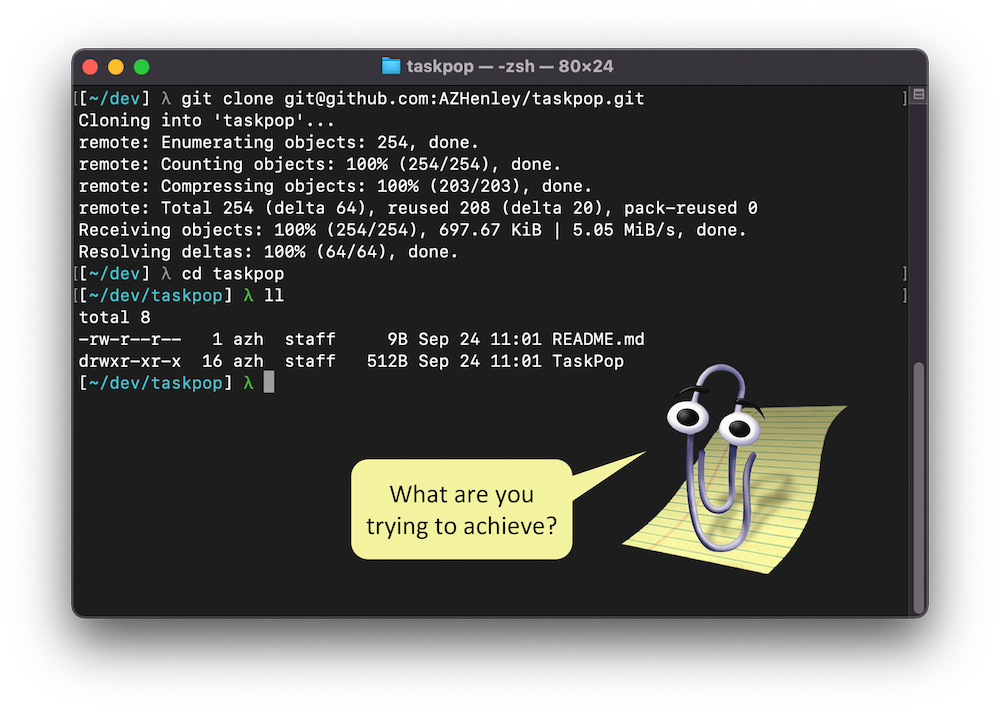 taskpop — -zsh — 80×24
[[~/dev] λ git clone git@github.com:AZHenley/taskpop.git ]
Cloning into 'taskpop'...
remote: Enumerating objects: 254, done.
remote: Counting objects: 100% (254/254), done.
remote: Compressing objects: 100% (203/203), done.
remote: Total 254 (delta 64), reused 208 (delta 20), pack-reused 0
Receiving objects: 100% (254/254), 697.67 KiB | 5.05 MiB/s, done.
Resolving deltas: 100% (64/64), done.
[[~/dev] λ cd taskpop ]
[[~/dev/taskpop] λ ll ]
total 8
-rw-r--r--   1 azh  staff     9B Sep 24 11:01 README.md
drwxr-xr-x  16 azh  staff   512B Sep 24 11:01 TaskPop
[~/dev/taskpop] λ
What are you
trying to achieve?